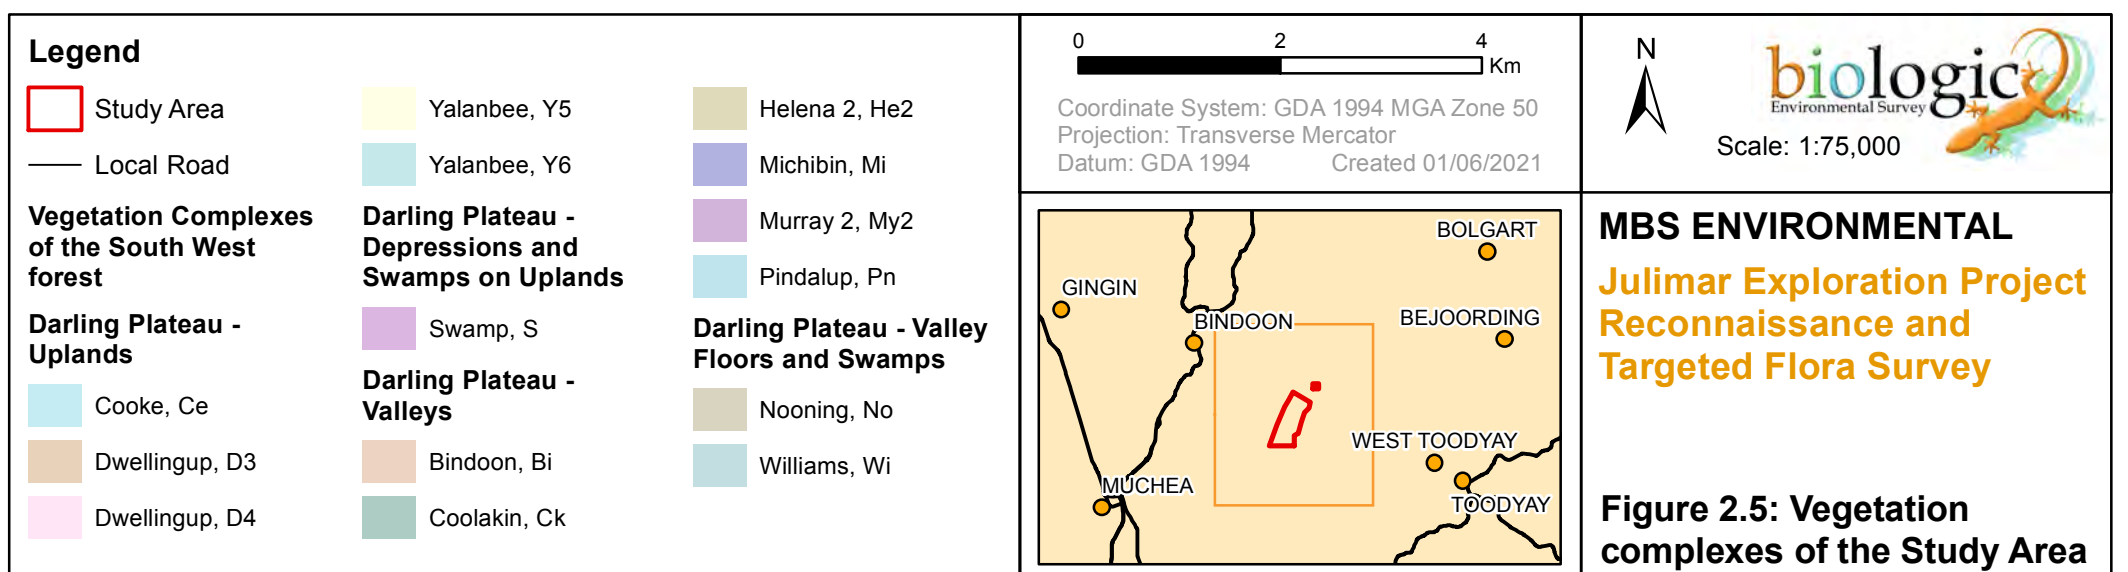 Legend
Study Area
Local Road
Vegetation Complexes
of the South West
forest
Darling Plateau -
Uplands
Cooke, Ce
Dwellingup, D3
Dwellingup, D4
Yalanbee, Y5
Yalanbee, Y6
Darling Plateau -
Depressions and
Swamps on Uplands
Swamp, S
Darling Plateau -
Valleys
Bindoon, Bi
Coolakin, Ck
Helena 2, He2
Michibin, Mi
Murray 2, My2
Pindalup, Pn
Darling Plateau - Valley
Floors and Swamps
Nooning, No
Williams, Wi
0 2 4
Km
Coordinate System: GDA 1994 MGA Zone 50
Projection: Transverse Mercator
Datum: GDA 1994 Created 01/06/2021
N
biologic
Environmental Survey
Scale: 1:75,000
BOLGART
GINGIN
BINDOON
BEJOORDING
WEST TOODYAY
MUCHEA
TOODYAY
MBS ENVIRONMENTAL
Julimar Exploration Project
Reconnaissance and
Targeted Flora Survey
Figure 2.5: Vegetation
complexes of the Study Area